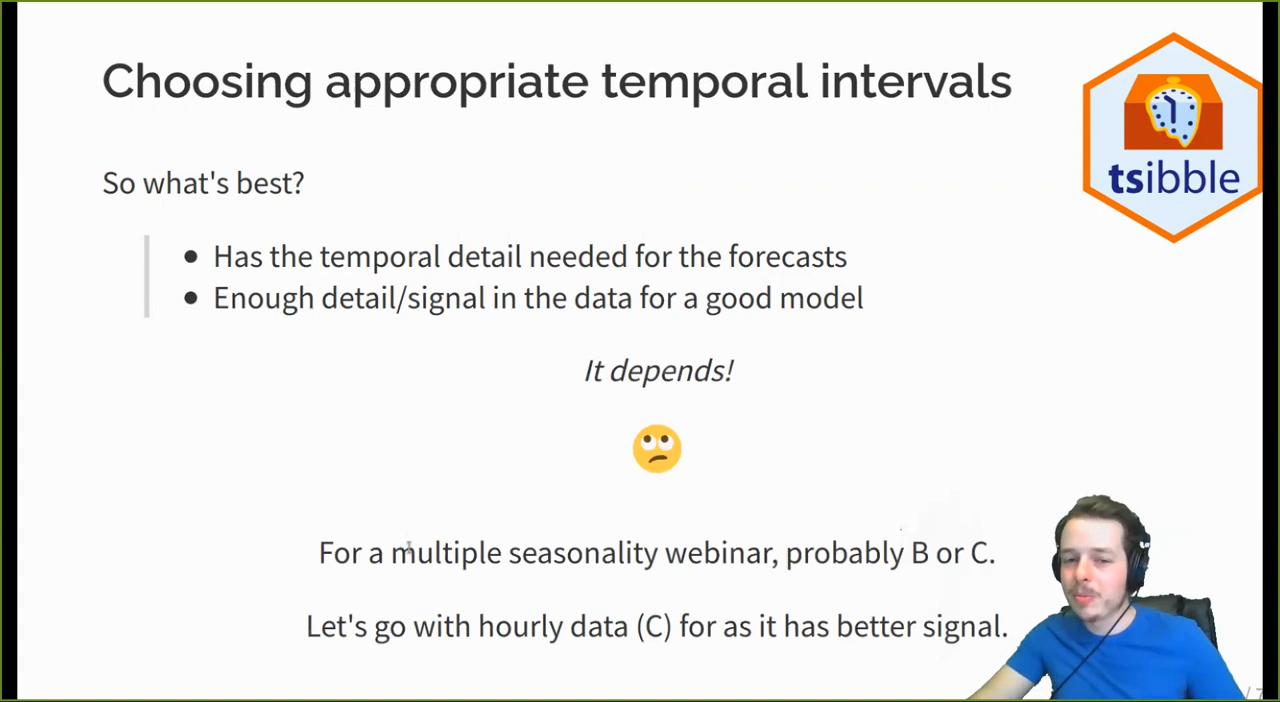 Choosing appropriate temporal intervals
tsibble
So what's best?
Has the temporal detail needed for the forecasts
Enough detail/signal in the data for a good model
It depends!
For a multiple seasonality webinar, probably B or C.
Let's go with hourly data (C) for as it has better signal.